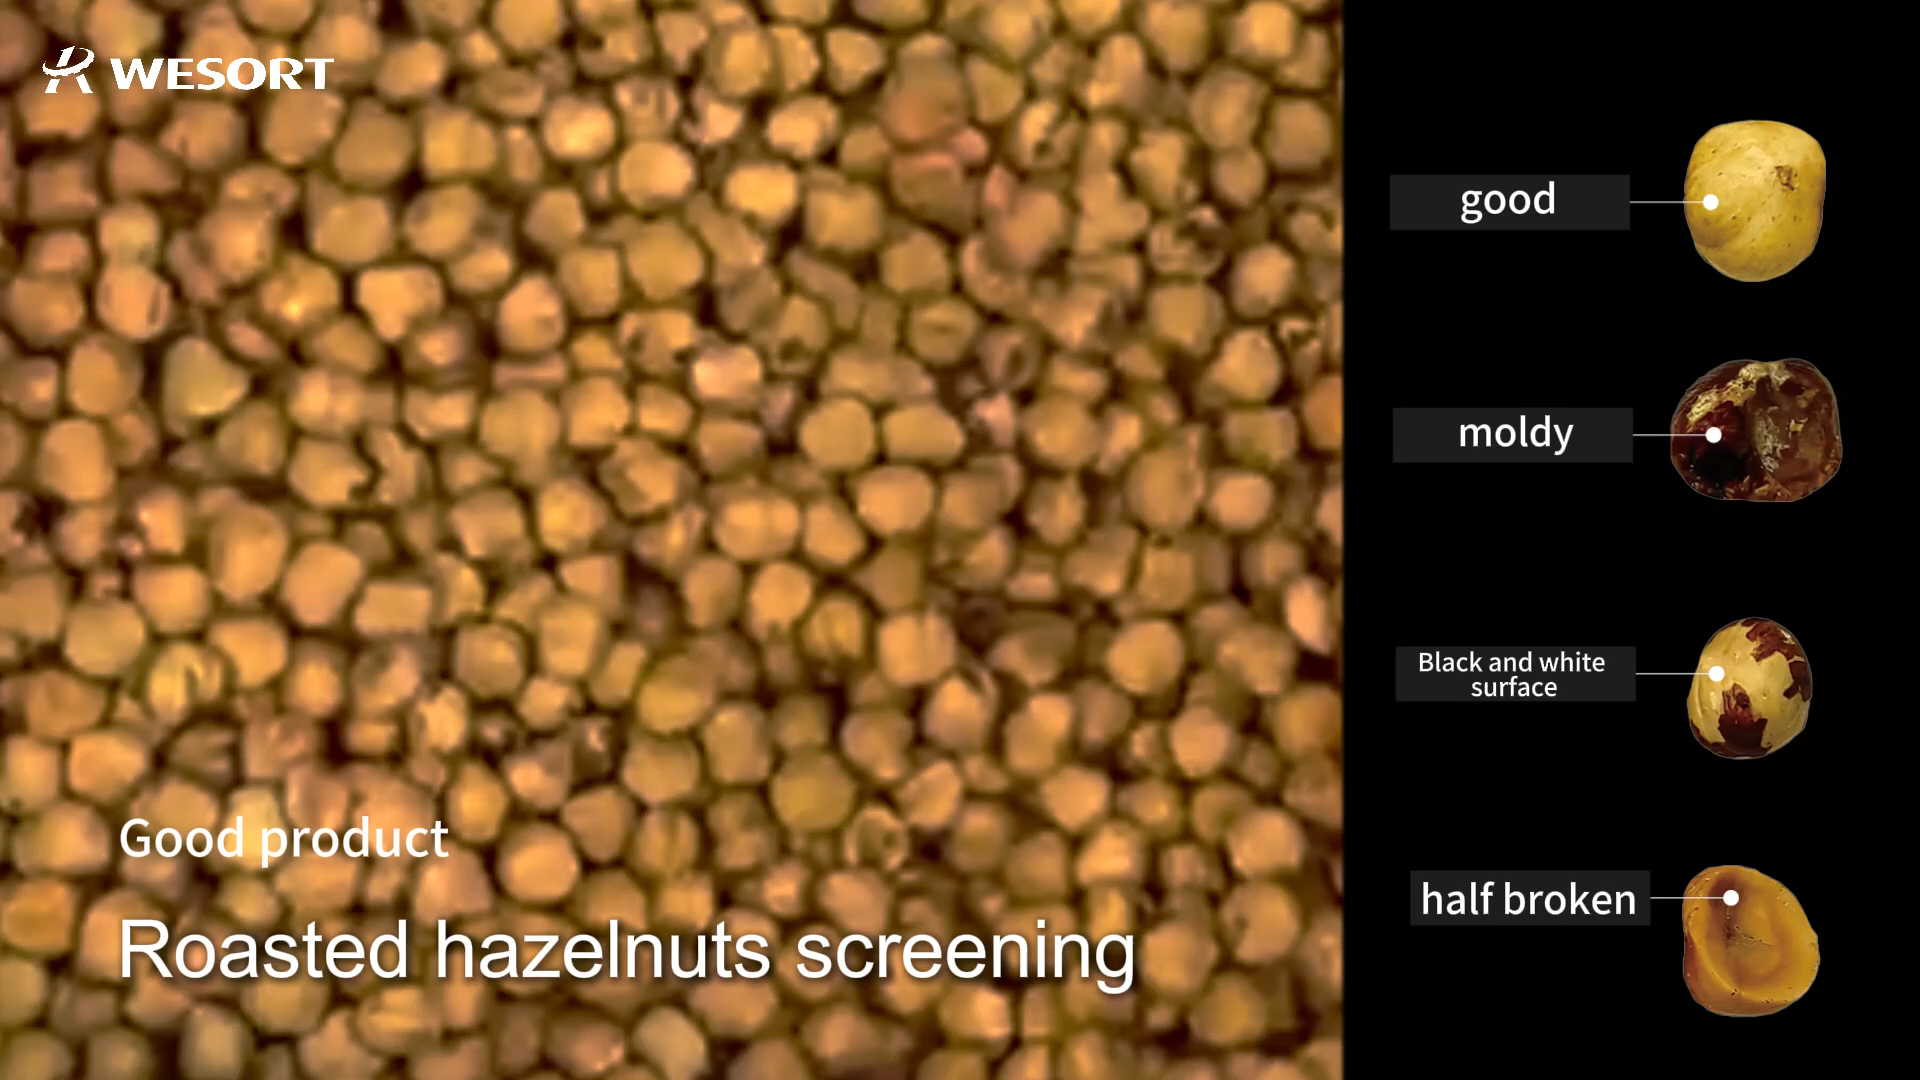 WESORT
Good product
Roasted hazelnuts screening
good
moldy
Black and white
surface
half broken